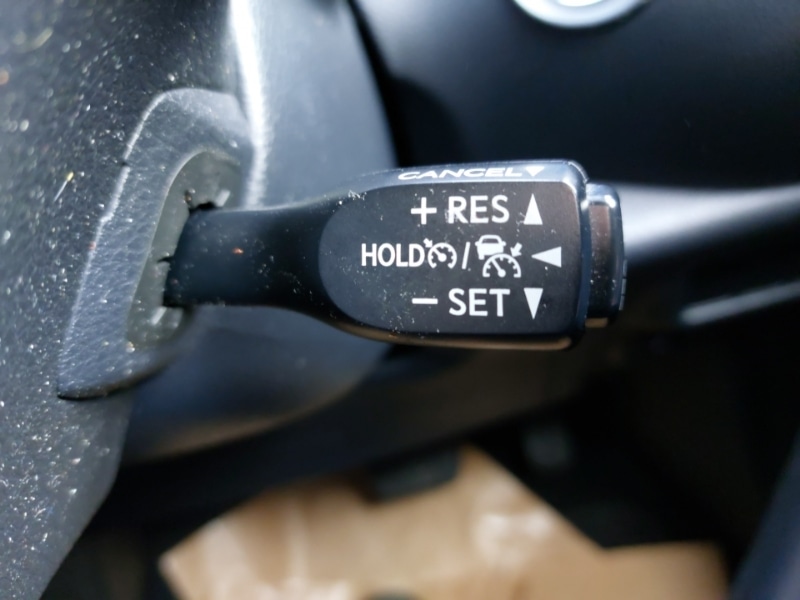 CANCEL
+ RES
HOLD /
− SET